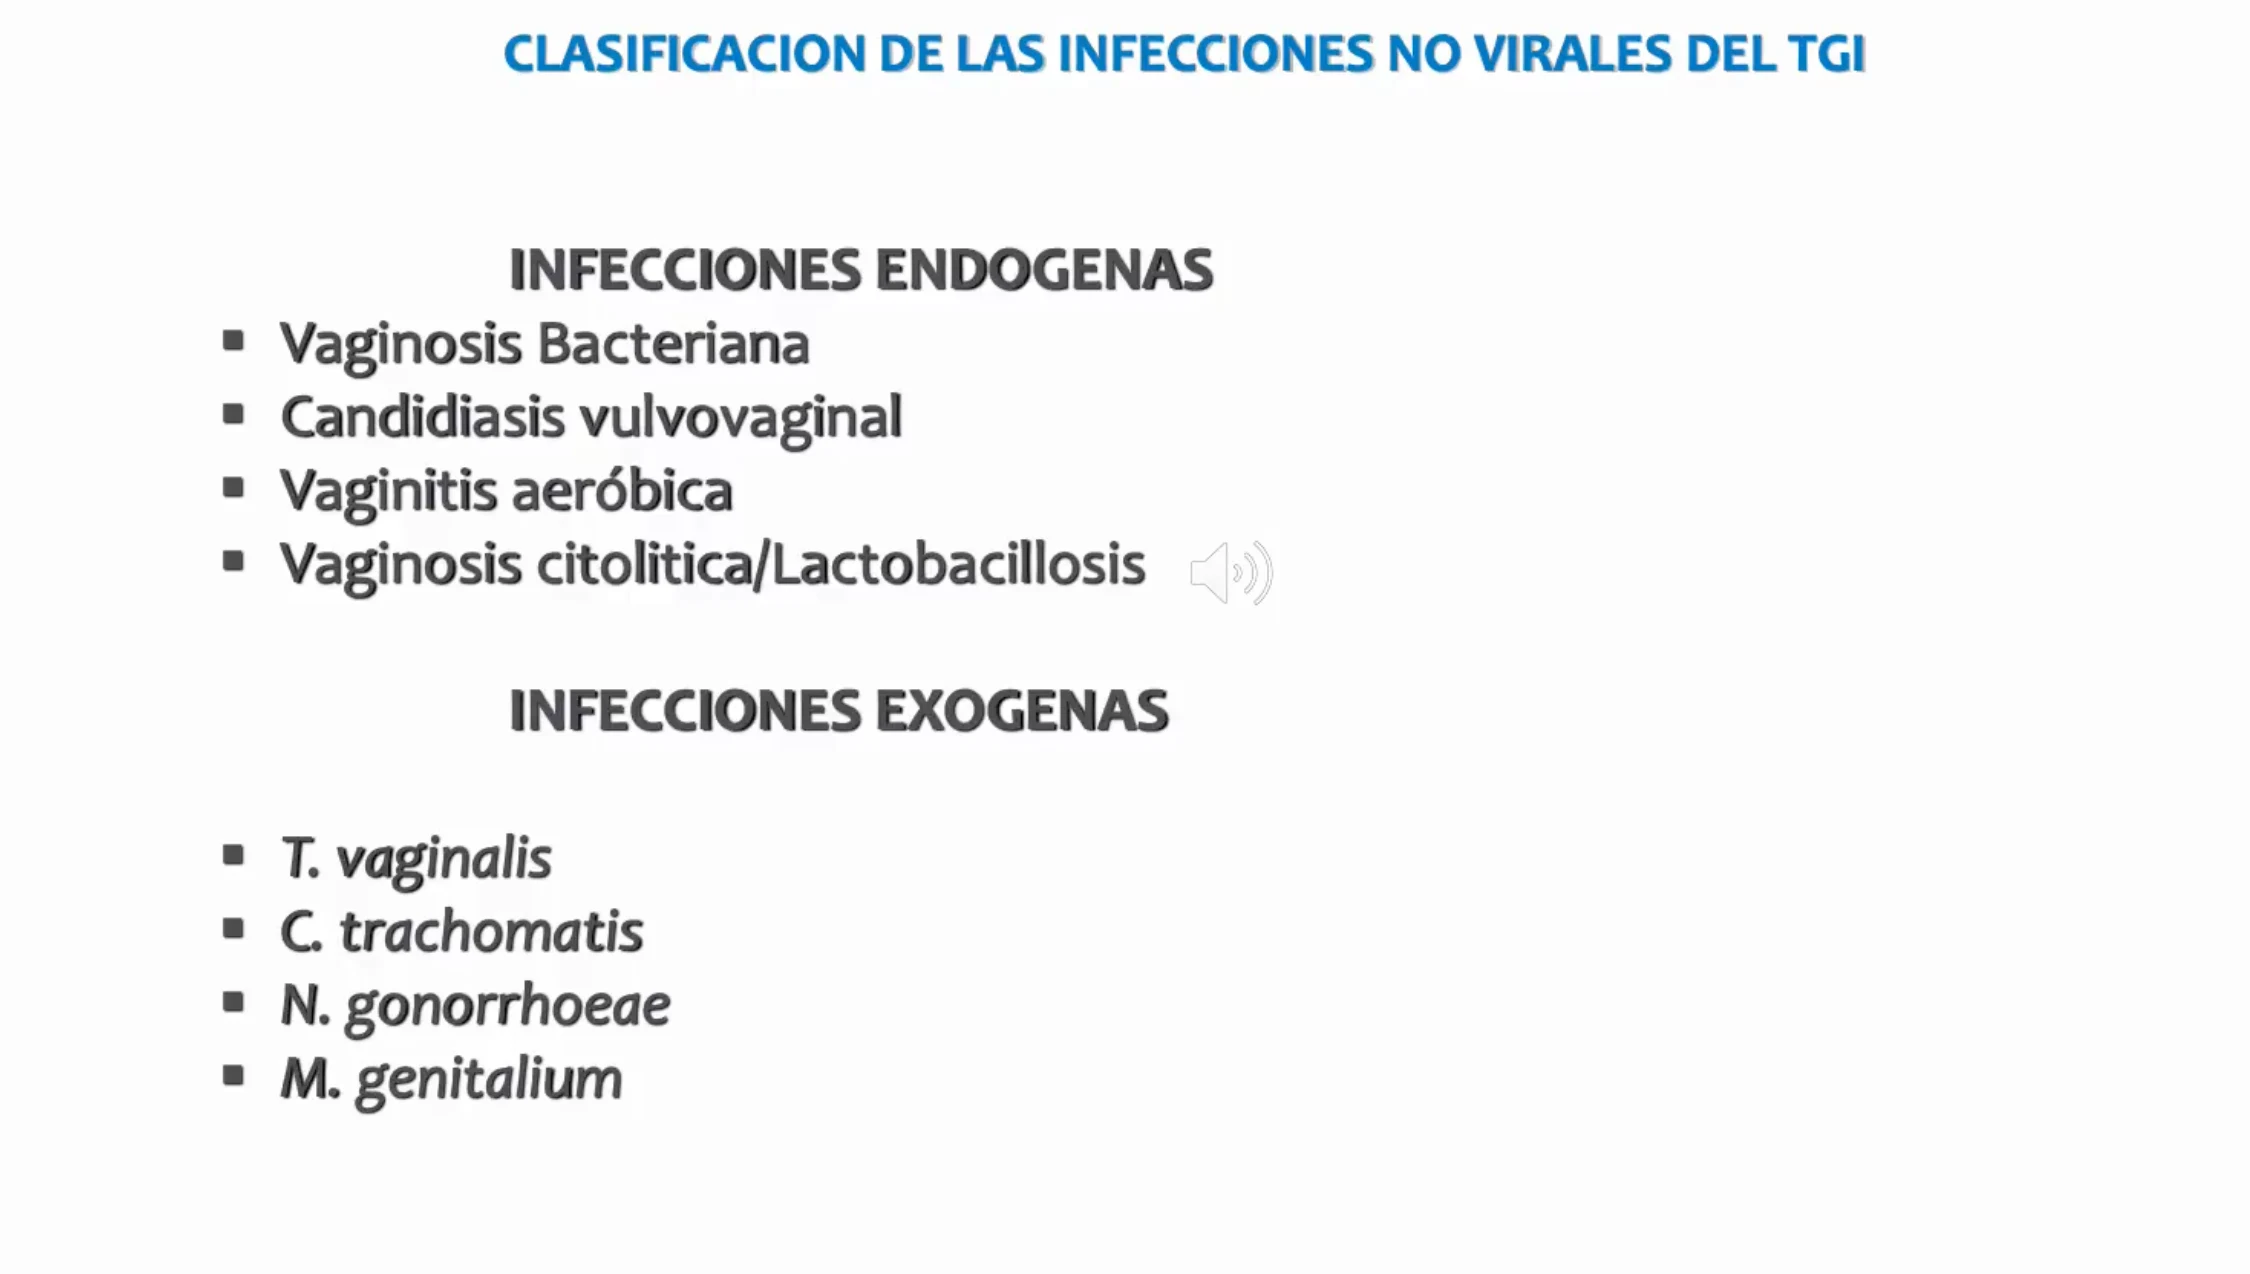 CLASIFICACION DE LAS INFECCIONES NO VIRALES DEL TGI
INFECCIONES ENDOGENAS
▪ Vaginosis Bacteriana
▪ Candidiasis vulvovaginal
▪ Vaginitis aeróbica
▪ Vaginosis citolitica/Lactobacillosis
INFECCIONES EXOGENAS
▪ T. vaginalis
▪ C. trachomatis
▪ N. gonorrhoeae
▪ M. genitalium